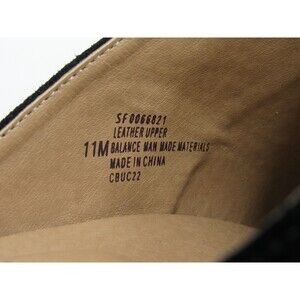 SF0066021
LEATHER UPPER
11M BALANCE MAN MADE MATERIALS
MADE IN CHINA
CBUC22